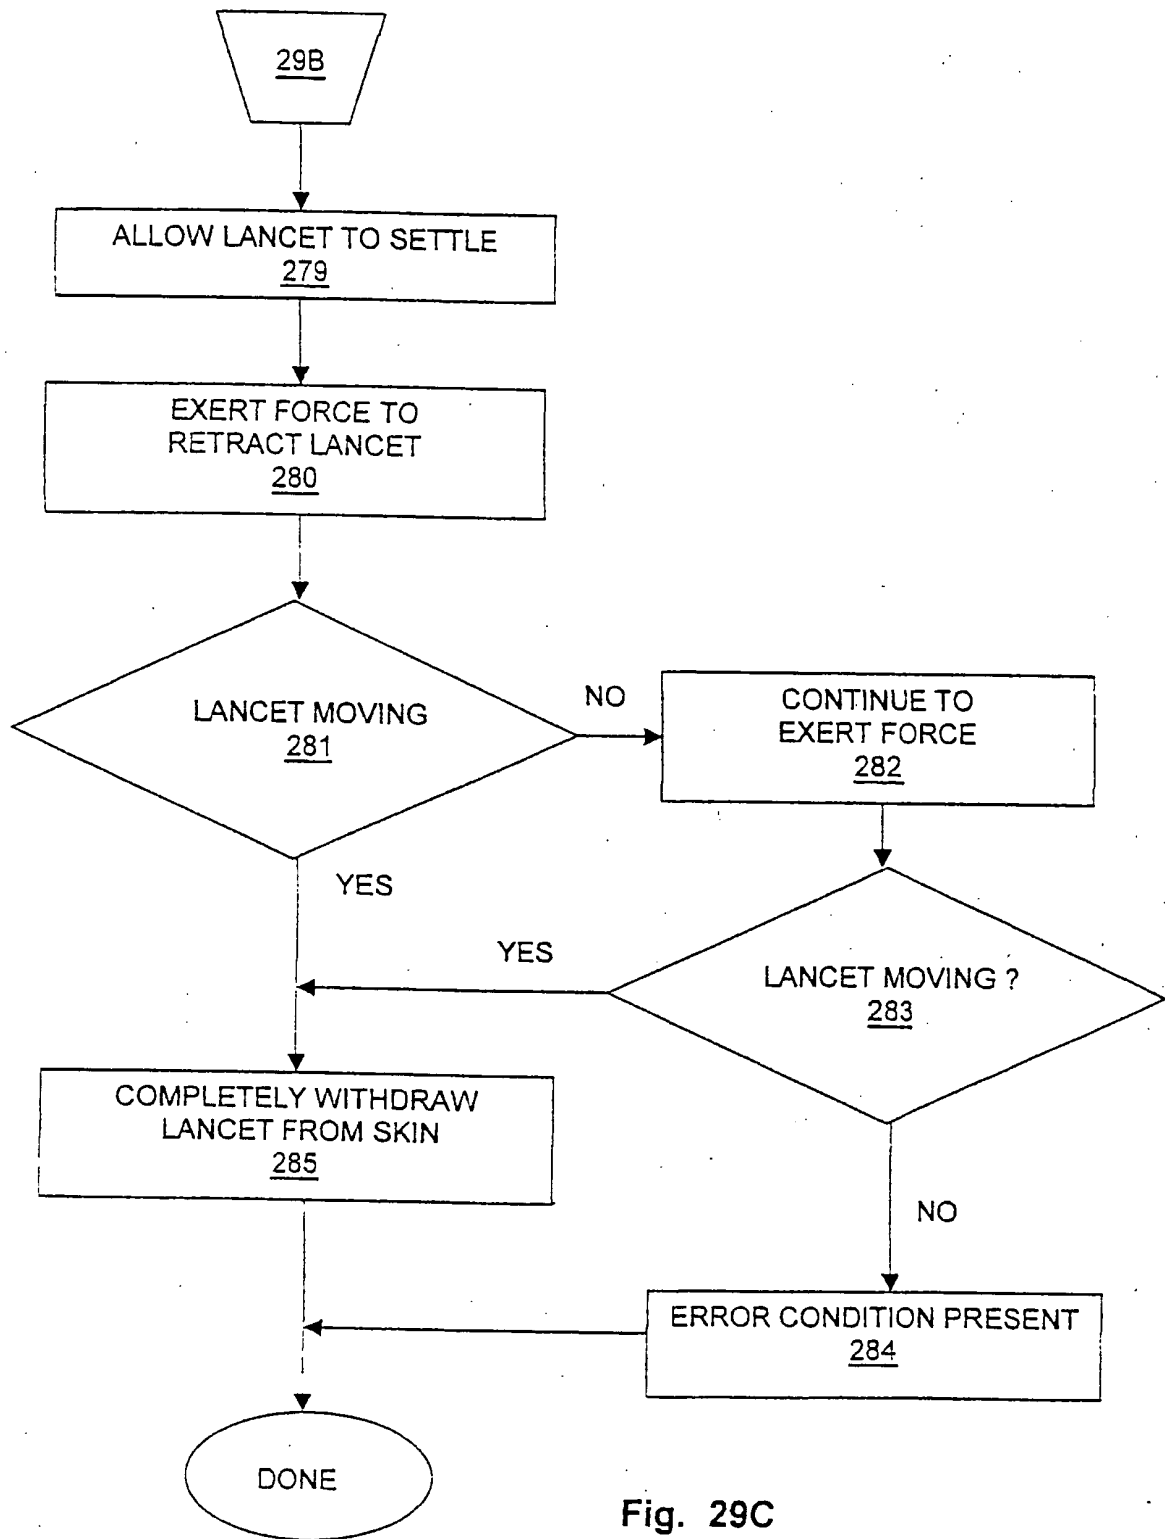 29B
ALLOW LANCET TO SETTLE
279
EXERT FORCE TO
RETRACT LANCET
280
LANCET MOVING
281
NO
CONTINUE TO
EXERT FORCE
282
YES
YES
LANCET MOVING ?
283
COMPLETELY WITHDRAW
LANCET FROM SKIN
285
NO
ERROR CONDITION PRESENT
284
DONE
Fig. 29C